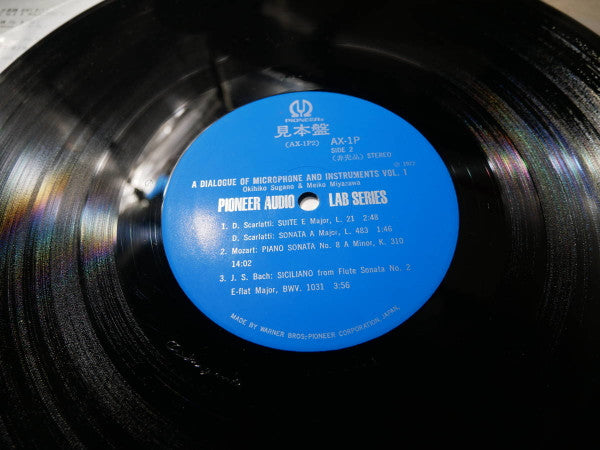 PIONEER®
見本盤
(AX-1P2) AX-1P
SIDE 2
(非売品) STEREO
A DIALOGUE OF MICROPHONE AND INSTRUMENTS VOL. 1
Okihiko Sugano & Meiko Miyazawa
PIONEER AUDIO LAB SERIES
1. D. Scarlatti: SUITE E Major, L. 21 2:48
D. Scarlatti: SONATA A Major, L. 483 1:46
2. Mozart: PIANO SONATA No. 8 A Minor, K. 310
14:02
3. J. S. Bach: SICILIANO from Flute Sonata No. 2
E-flat Major, BWV. 1031 3:56
MADE BY WARNER BROS-PIONEER CORPORATION, JAPAN.